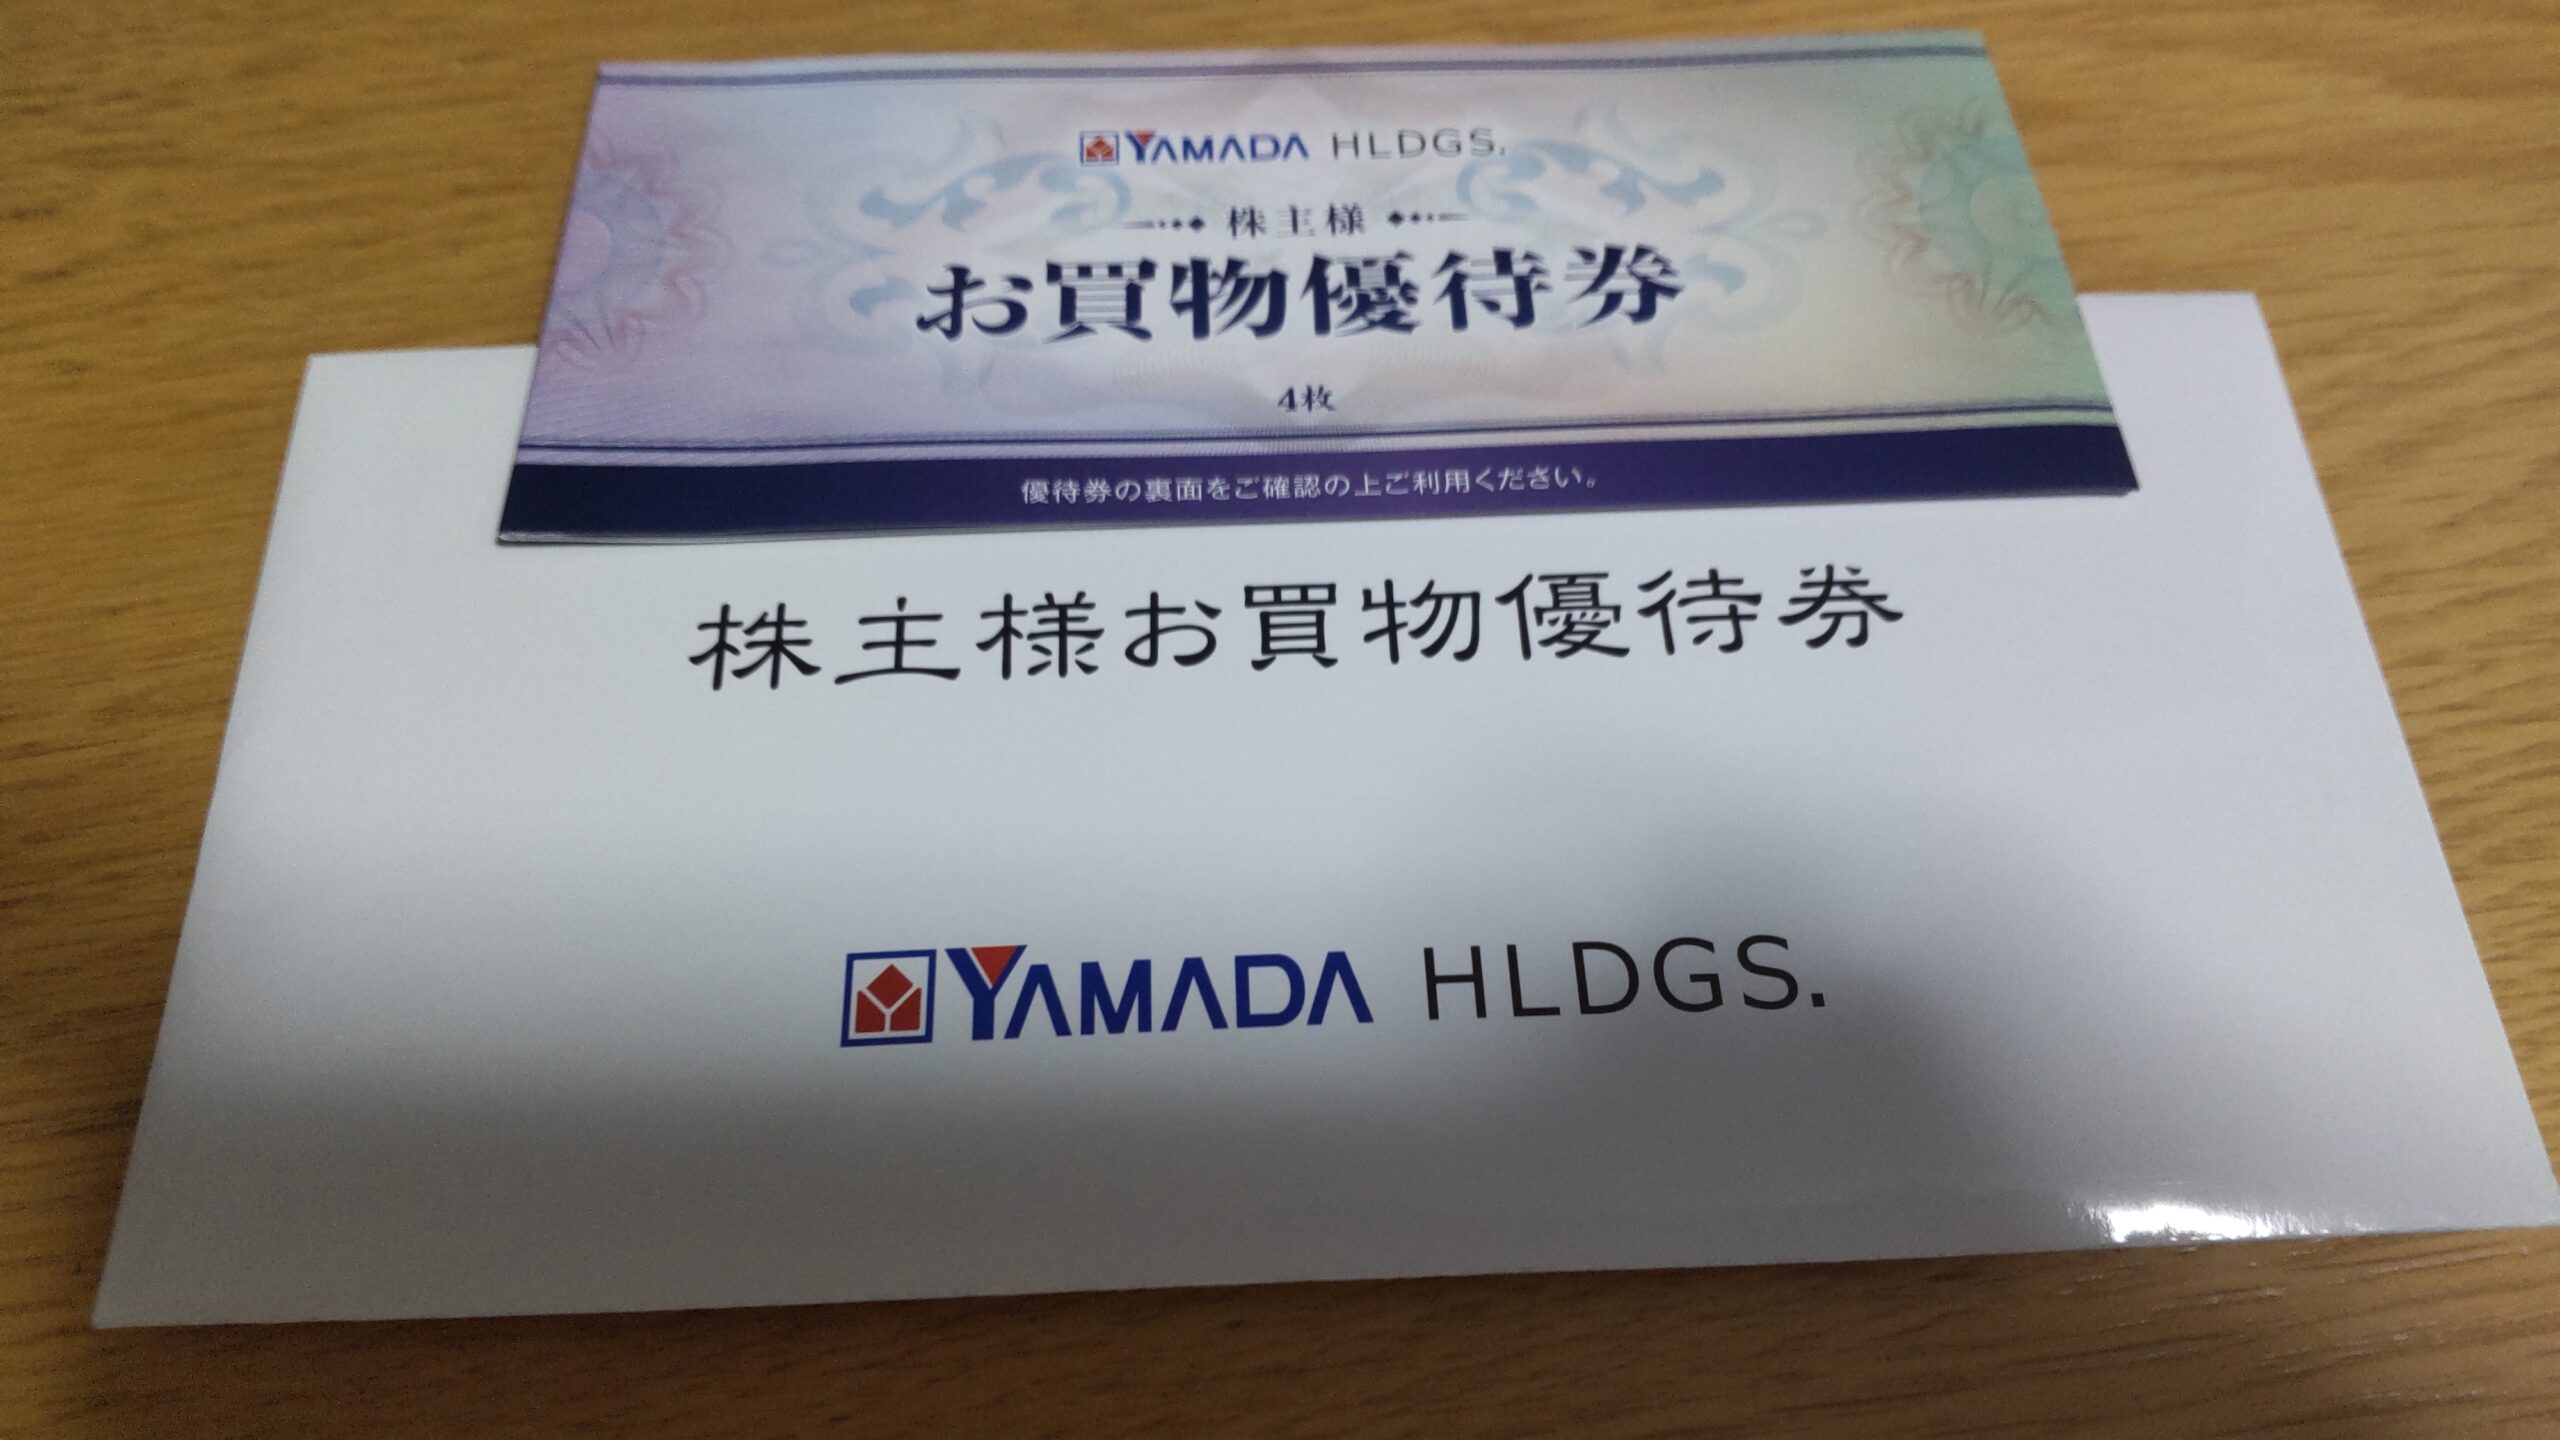 YAMADA HLDGS.
株主様
お買物優待券
4枚
優待券の裏面をご確認の上ご利用ください。
株主様お買物優待券
YAMADA HLDGS.